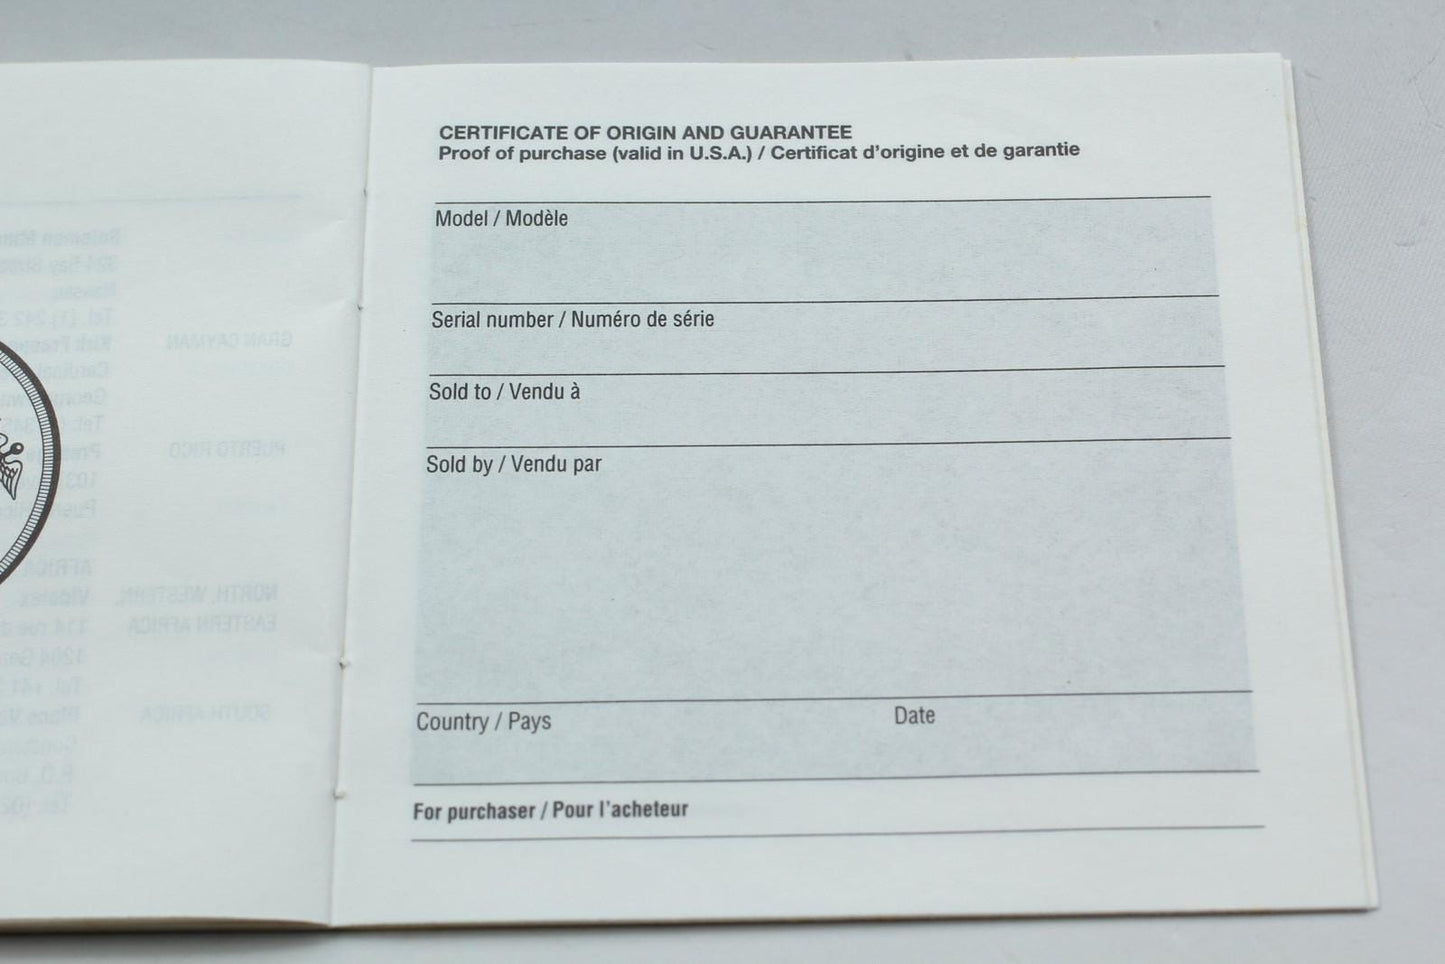 CERTIFICATE OF ORIGIN AND GUARANTEE
Proof of purchase (valid in U.S.A.) / Certificat d'origine et de garantie
Model / Modèle
Serial number / Numéro de série
Sold to / Vendu à
Sold by / Vendu par
Country / Pays
Date
For purchaser / Pour l'acheteur
GRAN CAYMAN
PUERTO RICO
AFRICA
NORTH, WESTERN,
EASTERN AFRICA
SOUTH AFRICA